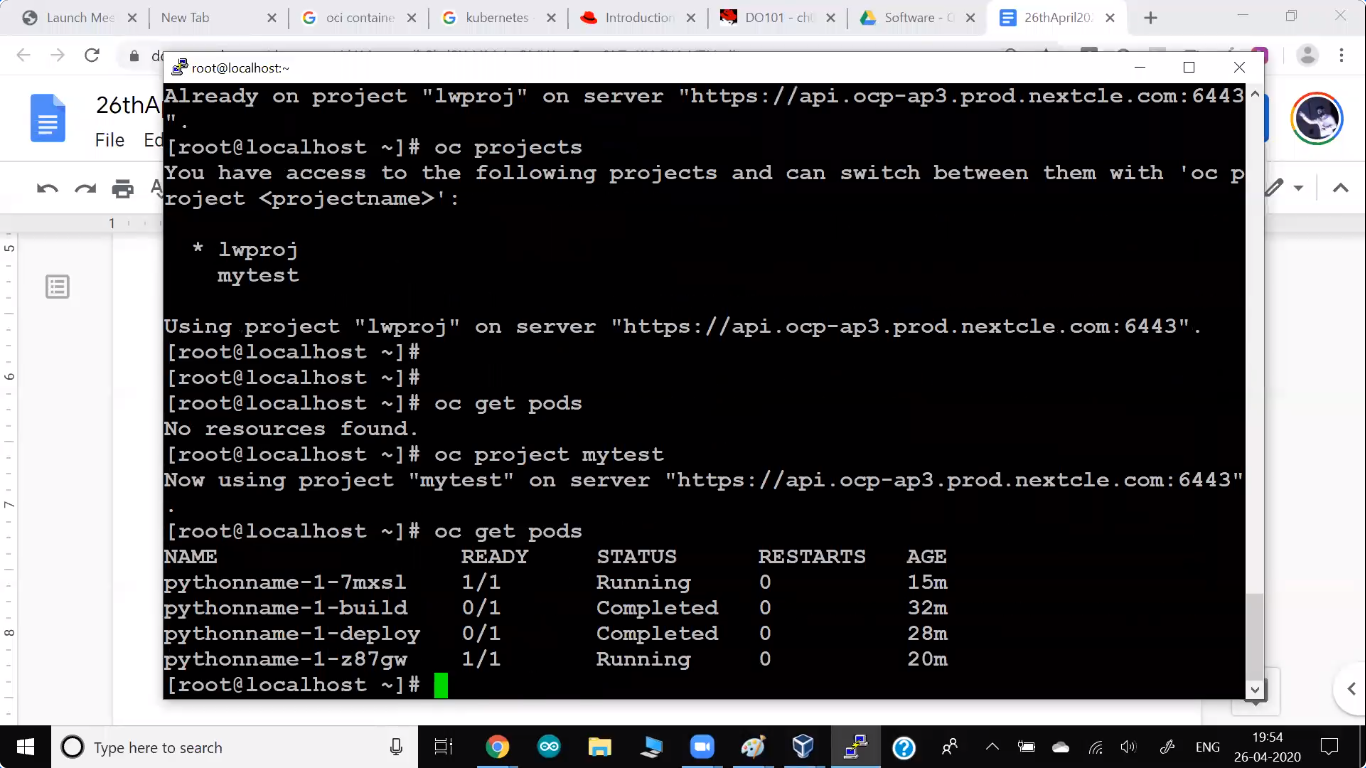 Launch Mee
New Tab
oci containe
kubernetes
Introduction
DO101 - ch0
Software - O
26thApril202
root@localhost:~
26thAp
File
Already on project "lwproj" on server "https://api.ocp-ap3.prod.nextcle.com:6443
".
[root@localhost ~]# oc projects
You have access to the following projects and can switch between them with 'oc p
roject <projectname>':
* lwproj
mytest
Using project "lwproj" on server "https://api.ocp-ap3.prod.nextcle.com:6443".
[root@localhost ~]#
[root@localhost ~]#
[root@localhost ~]# oc get pods
No resources found.
[root@localhost ~]# oc project mytest
Now using project "mytest" on server "https://api.ocp-ap3.prod.nextcle.com:6443"
.
[root@localhost ~]# oc get pods
NAME READY STATUS RESTARTS AGE
pythonname-1-7mxsl 1/1 Running 0 15m
pythonname-1-build 0/1 Completed 0 32m
pythonname-1-deploy 0/1 Completed 0 28m
pythonname-1-z87gw 1/1 Running 0 20m
[root@localhost ~]#
1
5
6
7
8
Type here to search
ENG
19:54
26-04-2020